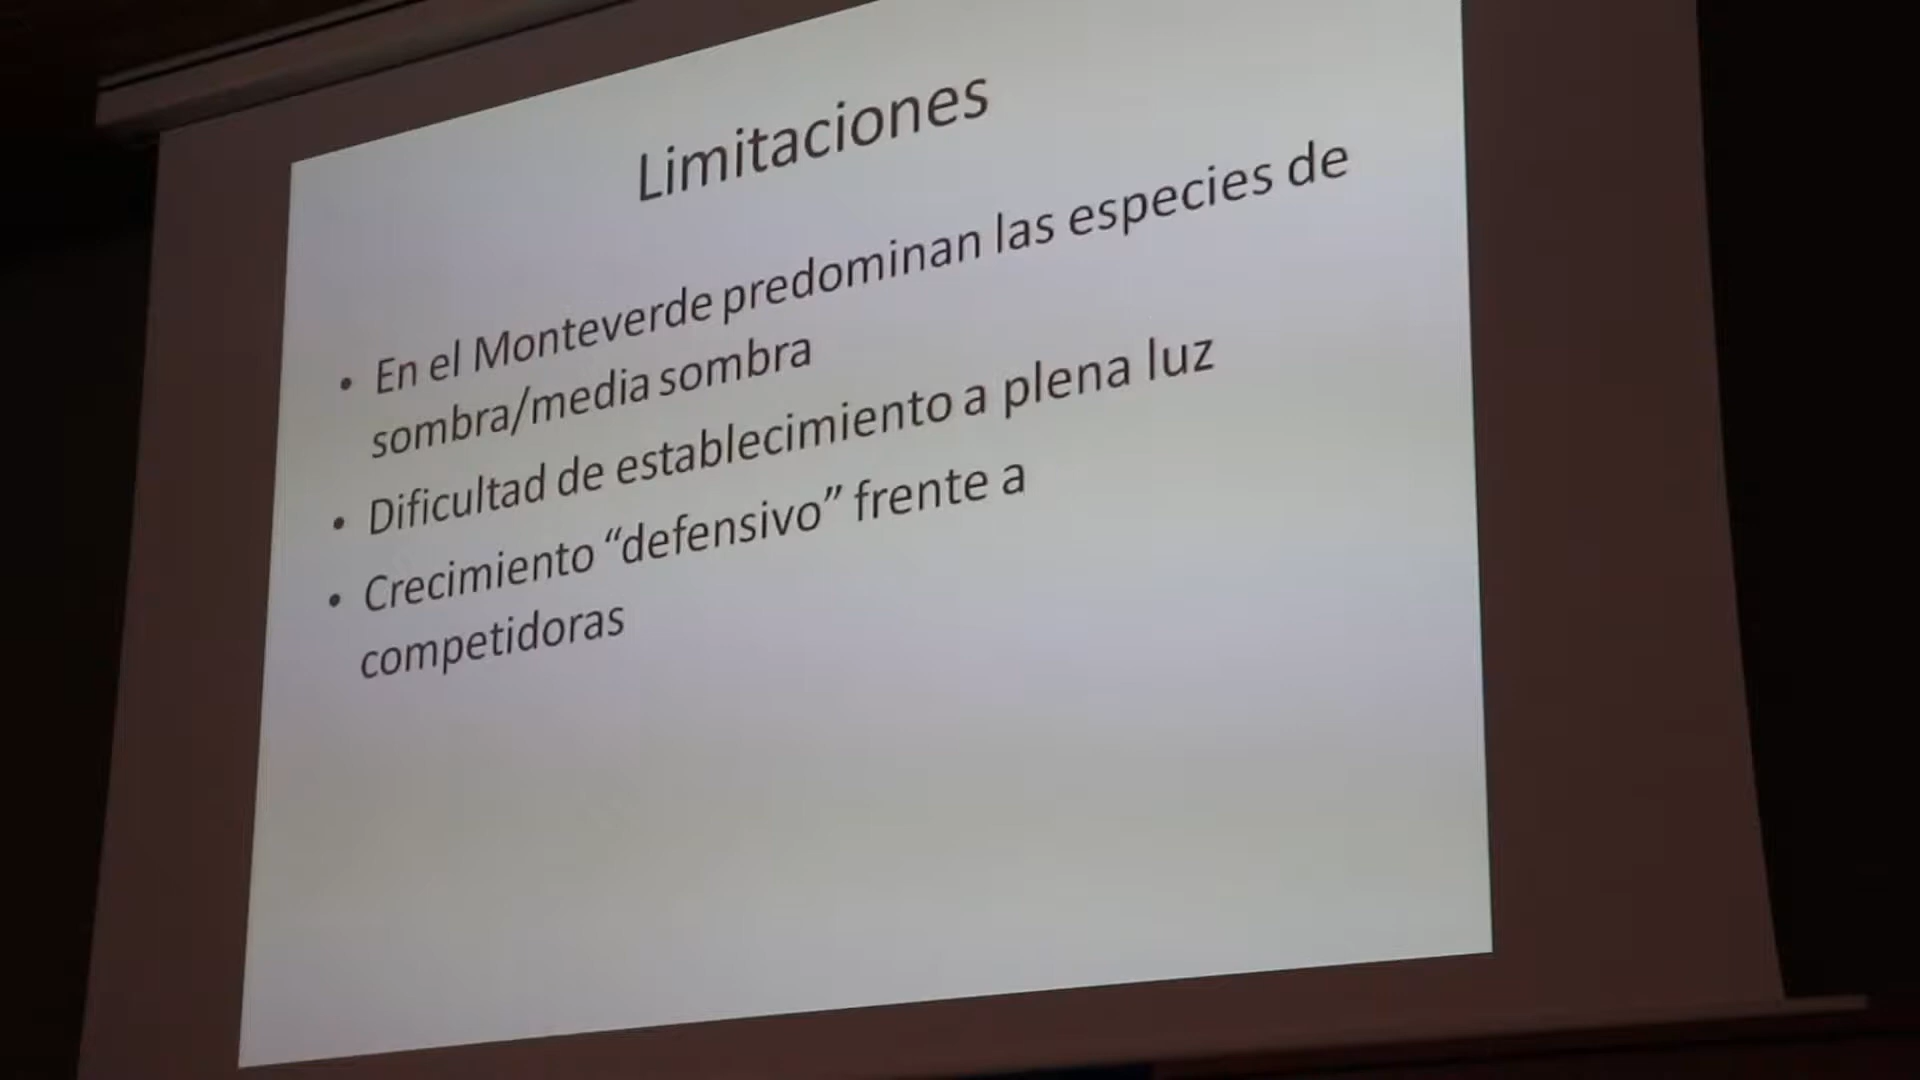 Limitaciones
• En el Monteverde predominan las especies de
sombra/media sombra
• Dificultad de establecimiento a plena luz
• Crecimiento “defensivo” frente a
competidoras